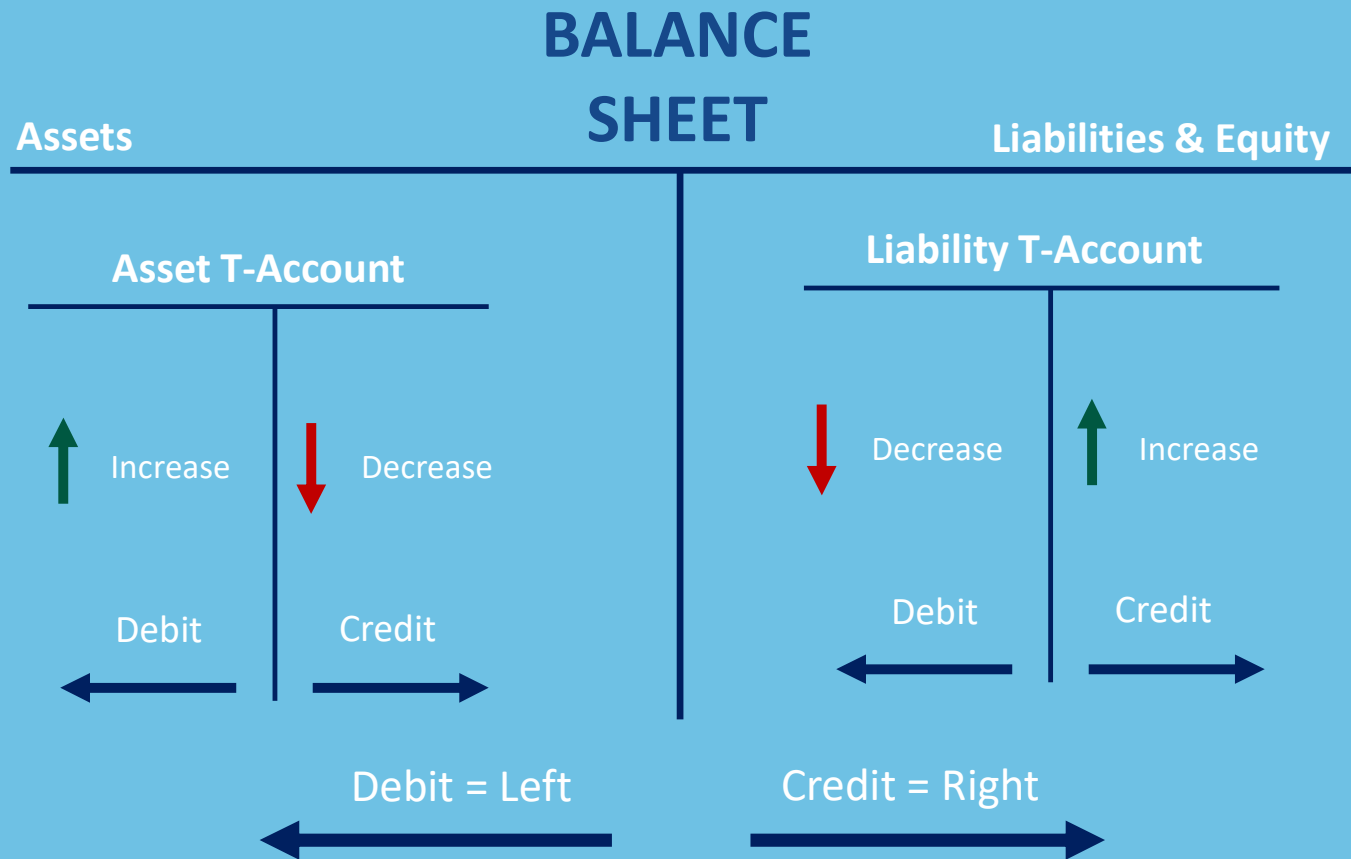 BALANCE
SHEET
Assets
Liabilities & Equity
Asset T-Account
Increase
Decrease
Debit
Credit
Liability T-Account
Decrease
Increase
Debit
Credit
Debit = Left
Credit = Right